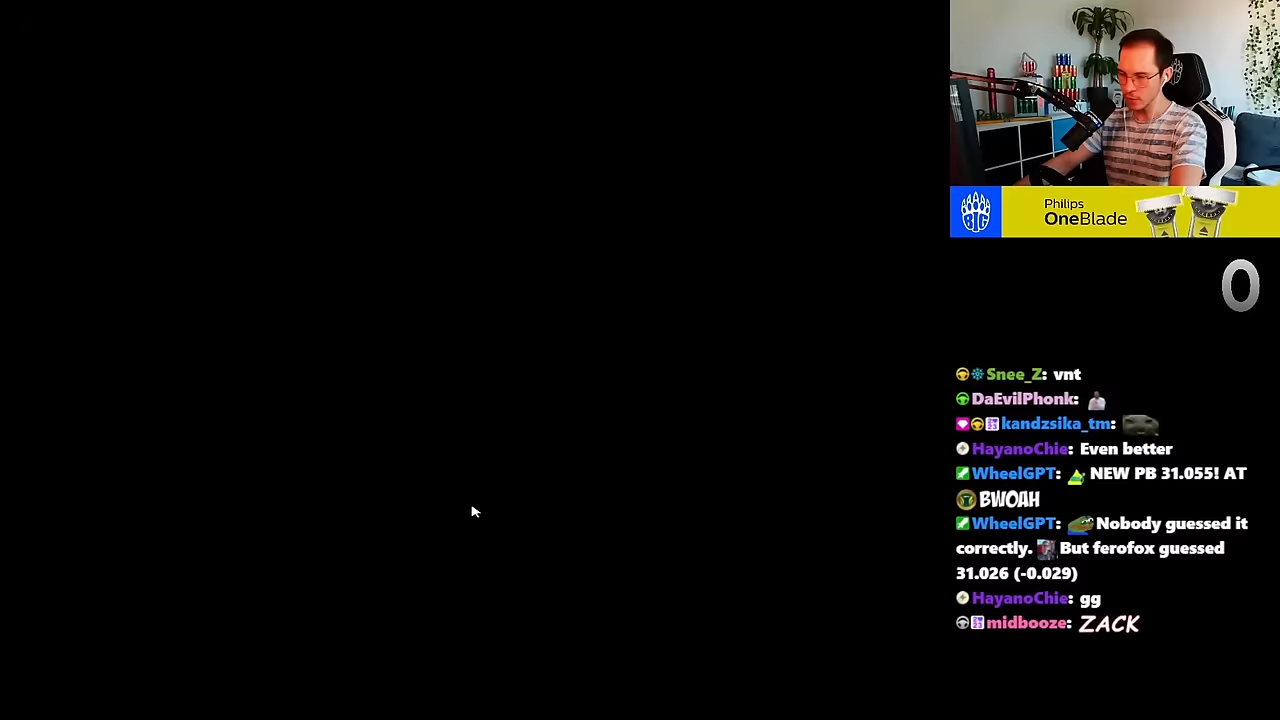 BIG
Philips
OneBlade
0
Snee_Z: vnt
DaEvilPhonk:
kandzsika_tm:
HayanoChie: Even better
WheelGPT: NEW PB 31.055! AT
BWOAH
WheelGPT: Nobody guessed it
correctly. But ferofox guessed
31.026 (-0.029)
HayanoChie: gg
midbooze: ZACK